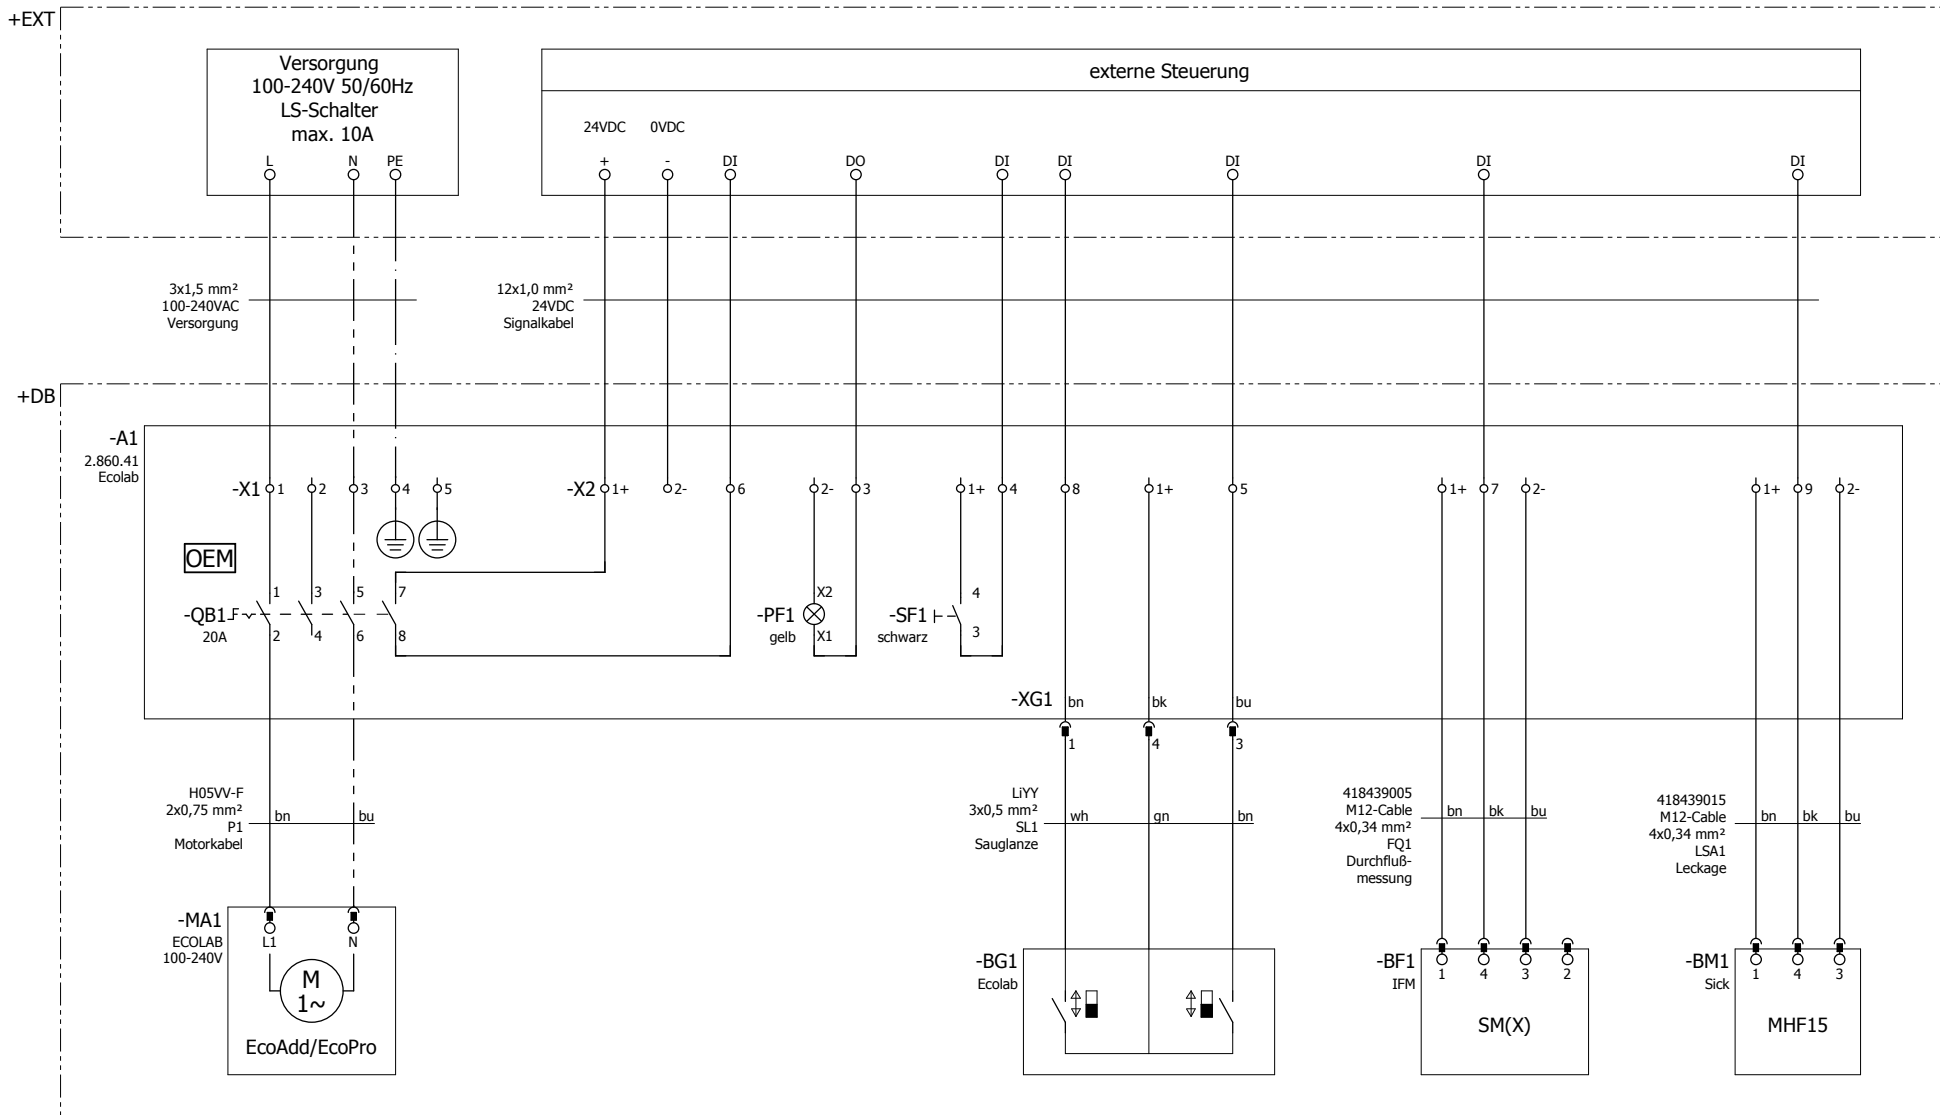 +EXT
Versorgung
100-240V 50/60Hz
LS-Schalter
max. 10A
L N PE
externe Steuerung
24VDC 0VDC
+ - DI DO DI DI DI DI DI
3x1,5 mm²
100-240VAC
Versorgung
12x1,0 mm²
24VDC
Signalkabel
+DB
-A1
2.860.41
Ecolab
-X1 1 2 3 4 5 -X2 1+ 2- 6 2- 3 1+ 4 8 1+ 5 1+ 7 2- 1+ 9 2-
OEM
1 3 5 7
-QB1
20A
2 4 6 8
X2
-PF1
gelb
X1
4
-SF1
schwarz
3
-XG1 bn bk bu
1 4 3
H05VV-F
2x0,75 mm²
P1
Motorkabel
bn bu
LiYY
3x0,5 mm²
SL1
Sauglanze
wh gn bn
418439005
M12-Cable
4x0,34 mm²
FQ1
Durchfluß-
messung
bn bk bu
418439015
M12-Cable
4x0,34 mm²
LSA1
Leckage
bn bk bu
-MA1
ECOLAB
100-240V
L1 N
M
1~
EcoAdd/EcoPro
-BG1
Ecolab
-BF1
IFM
1 4 3 2
SM(X)
-BM1
Sick
1 4 3
MHF15